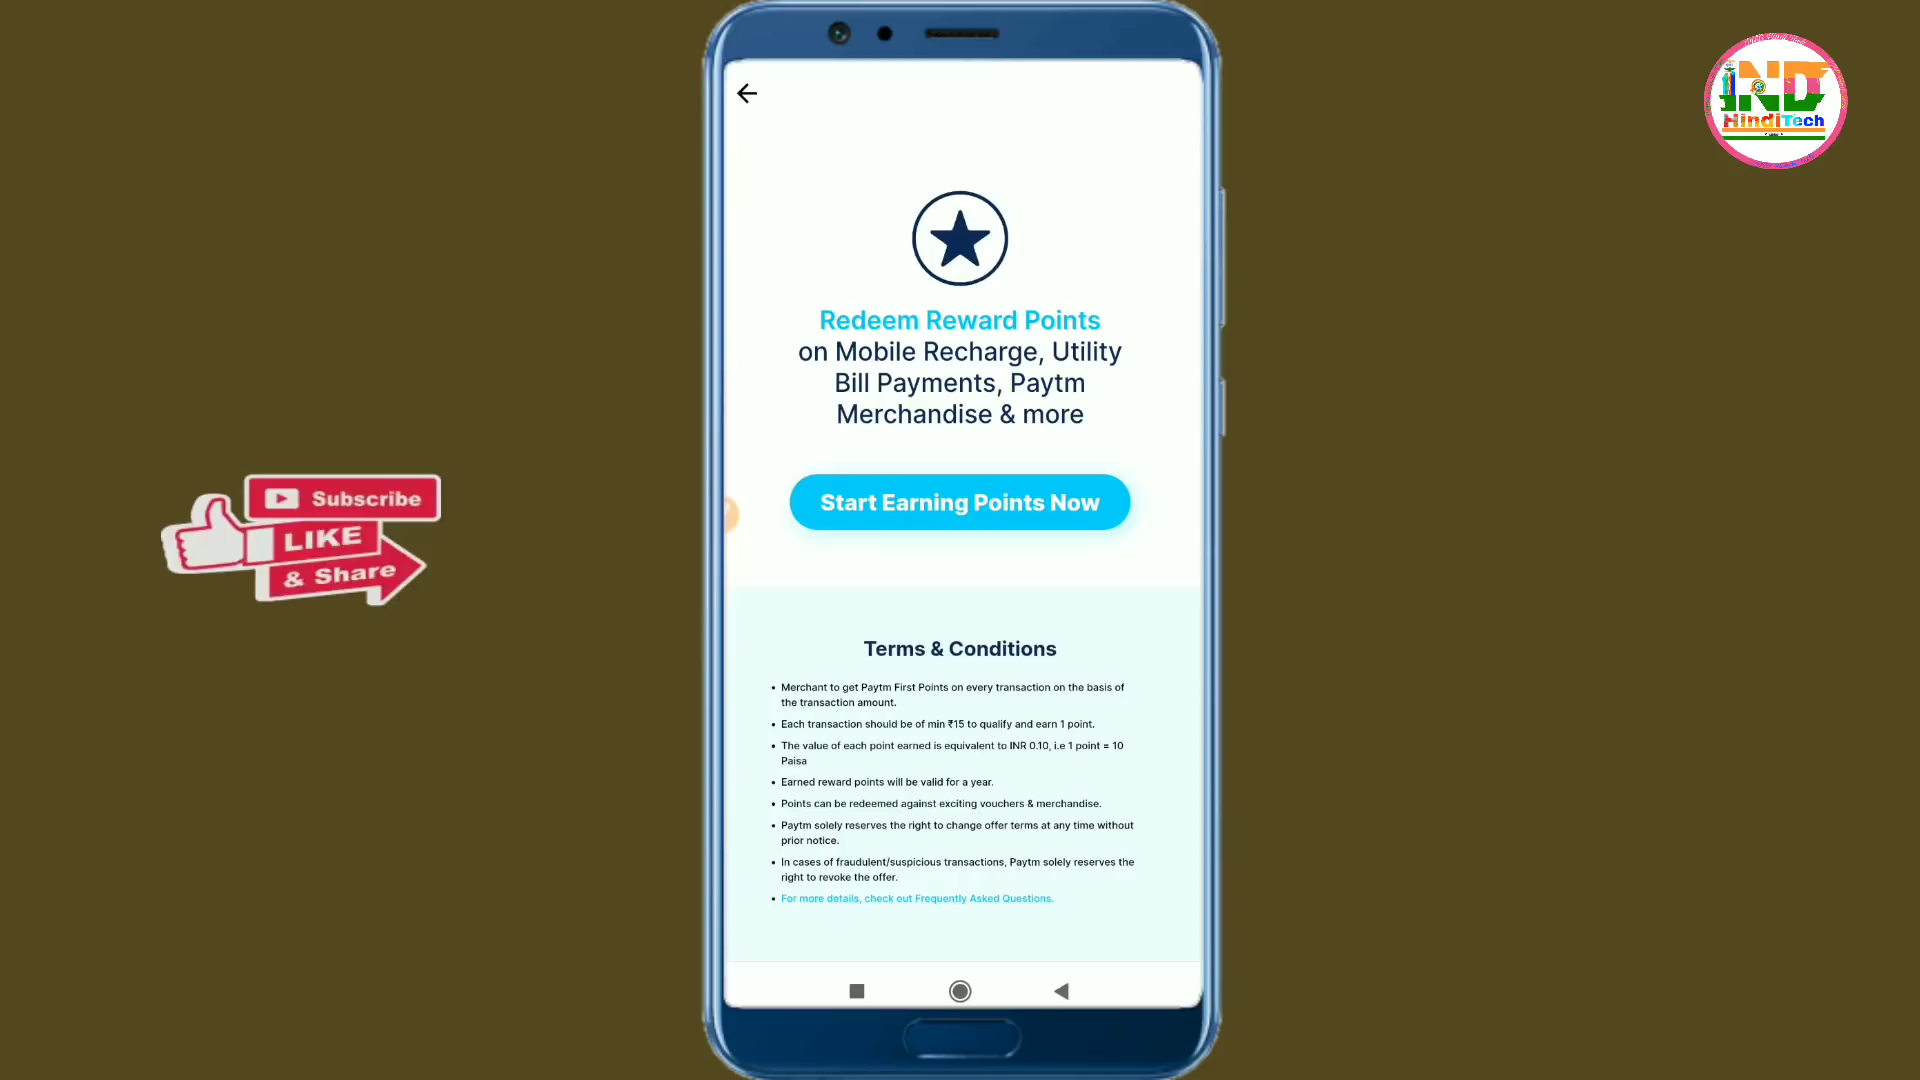 IND
HindiTech
Redeem Reward Points
on Mobile Recharge, Utility
Bill Payments, Paytm
Merchandise & more
Subscribe
LIKE
& Share
Start Earning Points Now
Terms & Conditions
• Merchant to get Paytm First Points on every transaction on the basis of
the transaction amount.
• Each transaction should be of min ₹15 to qualify and earn 1 point.
• The value of each point earned is equivalent to INR 0.10, i.e 1 point = 10
Paisa
• Earned reward points will be valid for a year.
• Points can be redeemed against exciting vouchers & merchandise.
• Paytm solely reserves the right to change offer terms at any time without
prior notice.
• In cases of fraudulent/suspicious transactions, Paytm solely reserves the
right to revoke the offer.
• For more details, check out Frequently Asked Questions.